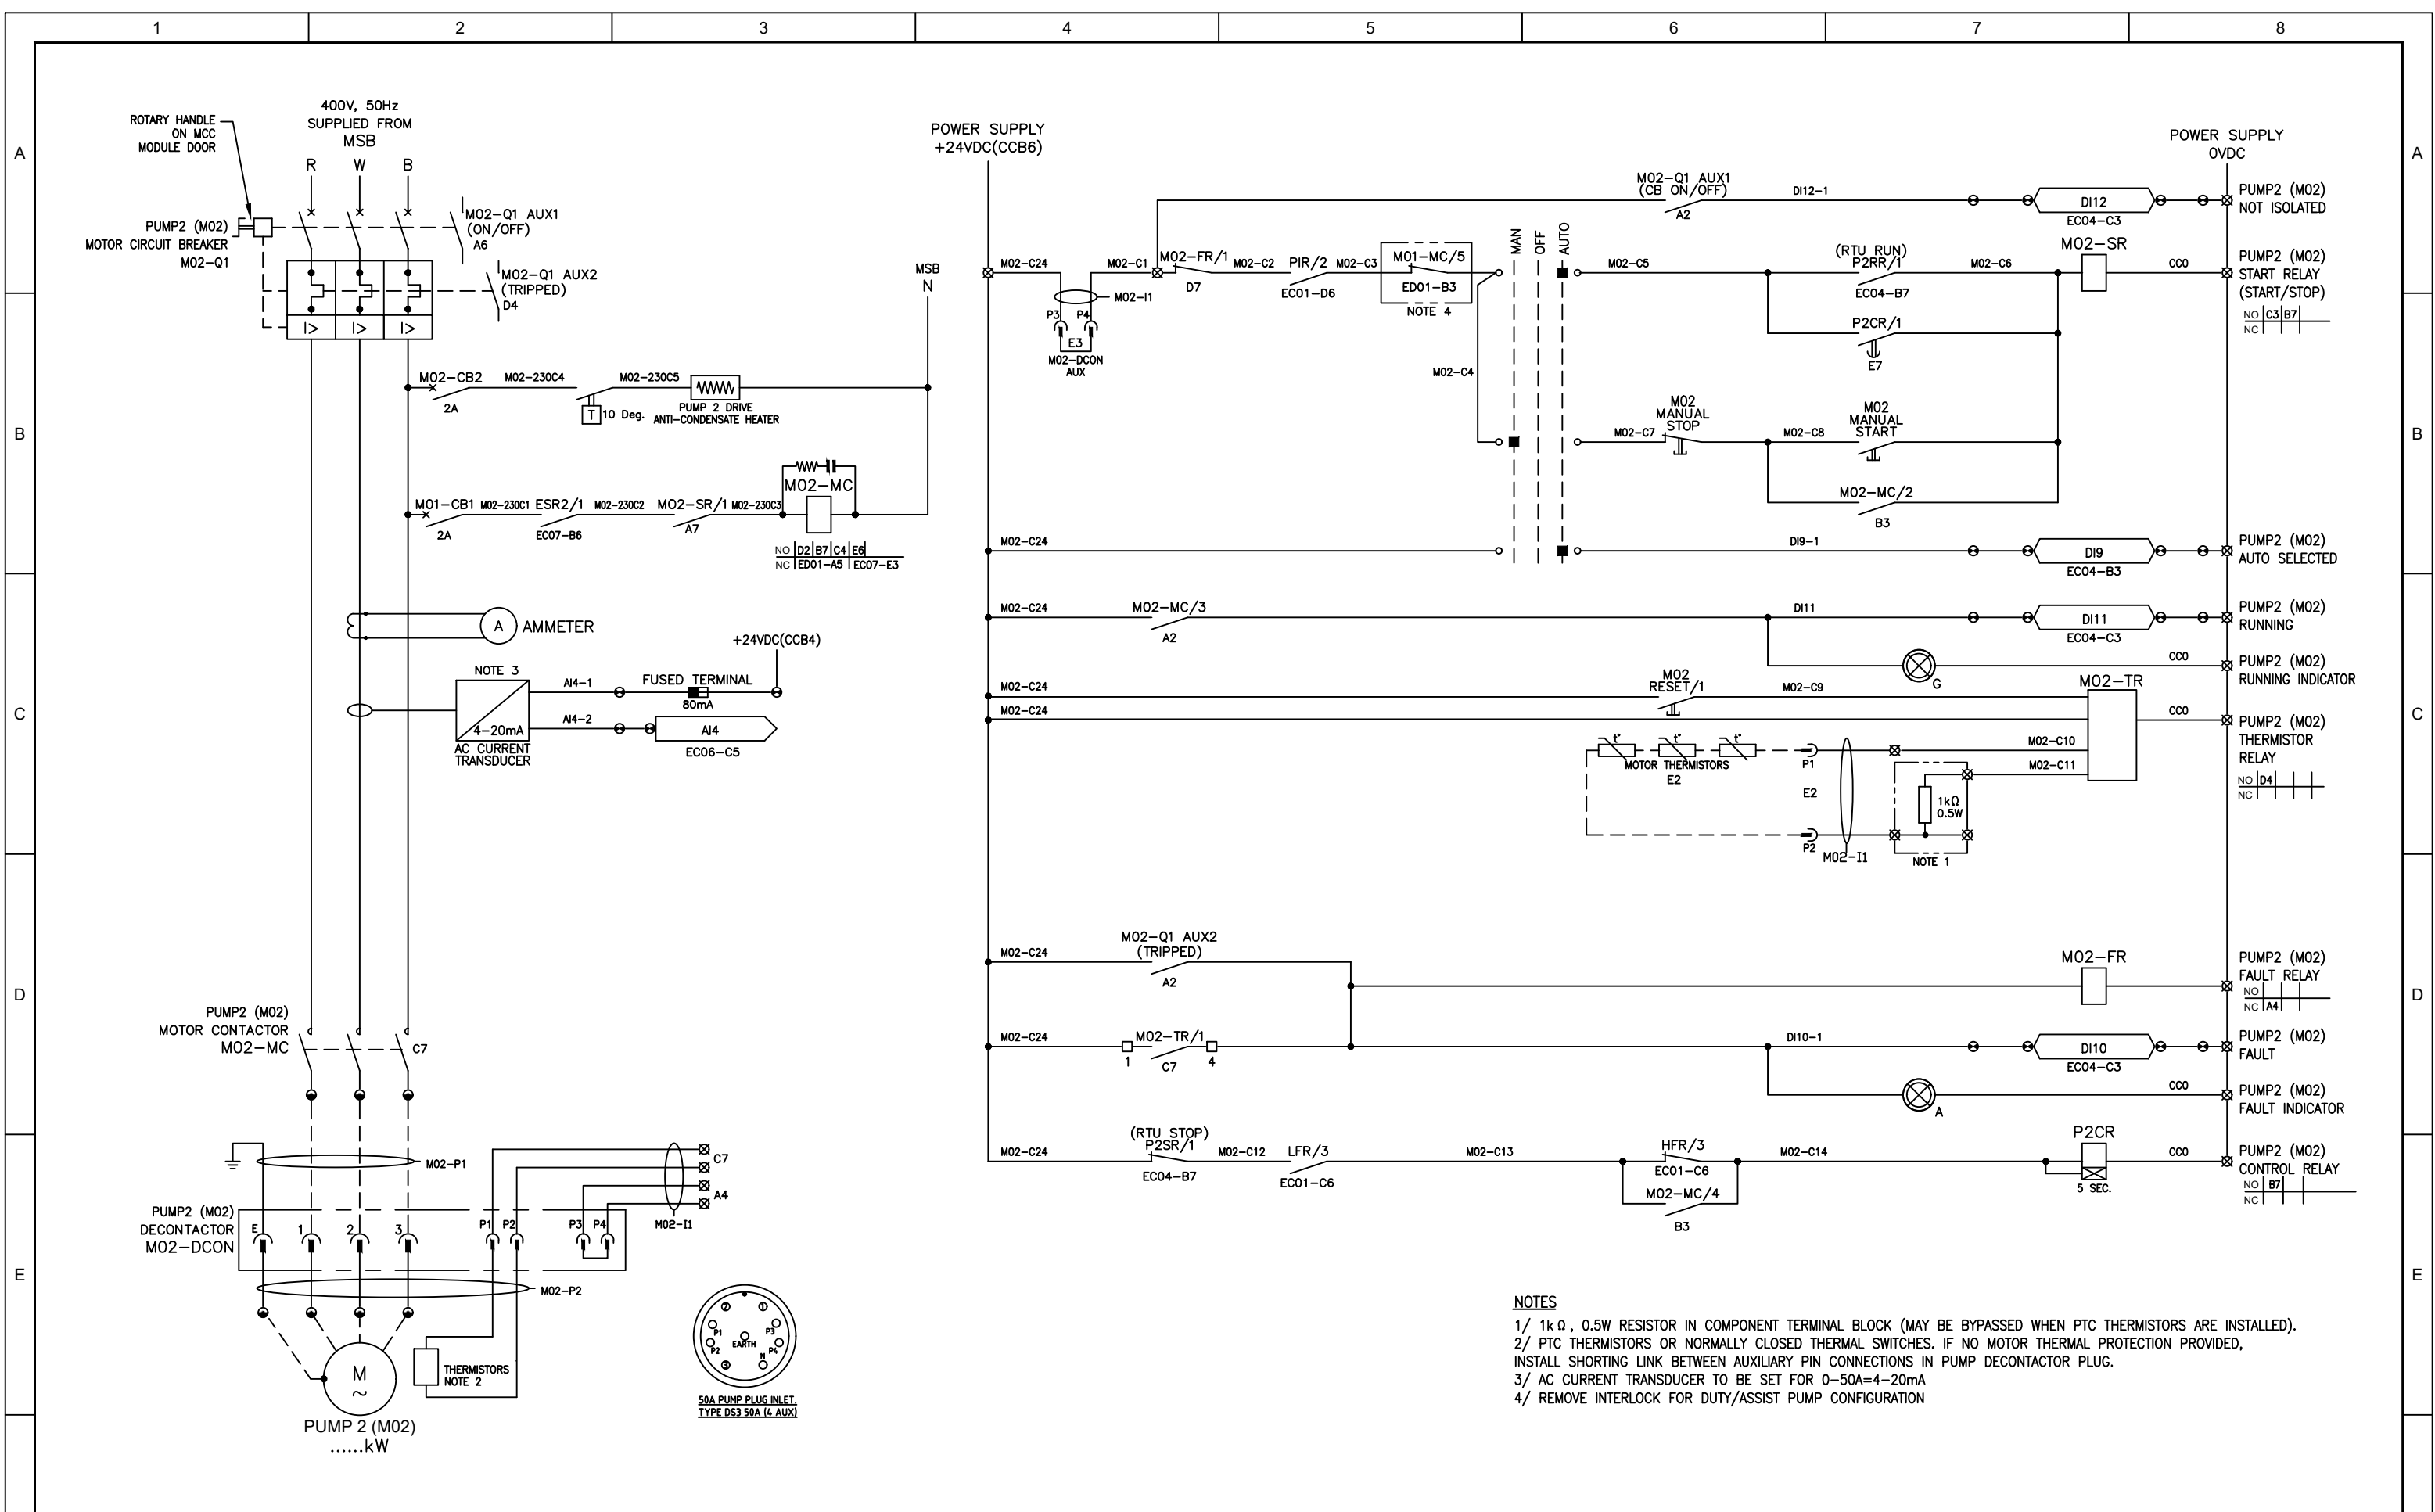 1 2 3 4 5 6 7 8
A
A
B
B
C
C
D
D
E
E
ROTARY HANDLE
ON MCC
MODULE DOOR
400V, 50Hz
SUPPLIED FROM
MSB
R W B
PUMP2 (M02)
MOTOR CIRCUIT BREAKER
M02-Q1
M02-Q1 AUX1
(ON/OFF)
A6
M02-Q1 AUX2
(TRIPPED)
D4
I> I> I>
MSB
N
M02-CB2
2A
M02-230C4
T
10 Deg.
M02-230C5
PUMP 2 DRIVE
ANTI-CONDENSATE HEATER
M01-CB1
2A
M02-230C1
ESR2/1
EC07-B6
M02-230C2
M02-SR/1
A7
M02-230C3
M02-MC
NO D2 B7 C4 E6
NC ED01-A5 EC07-E3
A
AMMETER
+24VDC(CCB4)
NOTE 3
4-20mA
AC CURRENT
TRANSDUCER
AI4-1
FUSED TERMINAL
80mA
AI4-2
AI4
EC06-C5
PUMP2 (M02)
MOTOR CONTACTOR
M02-MC
C7
M02-P1
C7
A4
M02-I1
PUMP2 (M02)
DECONTACTOR
M02-DCON
E 1 2 3 P1 P2 P3 P4
M02-P2
M
~
THERMISTORS
NOTE 2
PUMP 2 (M02)
......kW
2 1
P1 P3
EARTH
P2 P4
N
3
50A PUMP PLUG INLET.
TYPE DS3 50A (4 AUX)
POWER SUPPLY
+24VDC(CCB6)
POWER SUPPLY
0VDC
M02-Q1 AUX1
(CB ON/OFF)
A2
DI12-1
DI12
EC04-C3
PUMP2 (M02)
NOT ISOLATED
M02-C24
M02-C1
M02-I1
P3 P4
E3
M02-DCON
AUX
M02-FR/1
D7
M02-C2
PIR/2
EC01-D6
M02-C3
M01-MC/5
ED01-B3
NOTE 4
M02-C4
MAN
OFF
AUTO
M02-C5
(RTU RUN)
P2RR/1
EC04-B7
M02-C6
M02-SR
CC0
PUMP2 (M02)
START RELAY
(START/STOP)
NO C3 B7
NC
P2CR/1
E7
M02-C7
M02
MANUAL
STOP
M02-C8
M02
MANUAL
START
M02-MC/2
B3
M02-C24
DI9-1
DI9
EC04-B3
PUMP2 (M02)
AUTO SELECTED
M02-C24
M02-MC/3
A2
DI11
DI11
EC04-C3
PUMP2 (M02)
RUNNING
G
CC0
PUMP2 (M02)
RUNNING INDICATOR
M02-C24
M02
RESET/1
M02-C9
M02-TR
M02-C24
CC0
PUMP2 (M02)
THERMISTOR
RELAY
NO D4
NC
t° t° t°
MOTOR THERMISTORS
E2
P1
E2
P2
M02-I1
M02-C10
M02-C11
1kΩ
0.5W
NOTE 1
M02-C24
M02-Q1 AUX2
(TRIPPED)
A2
M02-FR
PUMP2 (M02)
FAULT RELAY
NO
NC A4
M02-C24
M02-TR/1
1 C7 4
DI10-1
DI10
EC04-C3
PUMP2 (M02)
FAULT
A
CC0
PUMP2 (M02)
FAULT INDICATOR
M02-C24
(RTU STOP)
P2SR/1
EC04-B7
M02-C12
LFR/3
EC01-C6
M02-C13
HFR/3
EC01-C6
M02-MC/4
B3
M02-C14
P2CR
5 SEC.
CC0
PUMP2 (M02)
CONTROL RELAY
NO B7
NC
NOTES
1/ 1kΩ, 0.5W RESISTOR IN COMPONENT TERMINAL BLOCK (MAY BE BYPASSED WHEN PTC THERMISTORS ARE INSTALLED).
2/ PTC THERMISTORS OR NORMALLY CLOSED THERMAL SWITCHES. IF NO MOTOR THERMAL PROTECTION PROVIDED,
INSTALL SHORTING LINK BETWEEN AUXILIARY PIN CONNECTIONS IN PUMP DECONTACTOR PLUG.
3/ AC CURRENT TRANSDUCER TO BE SET FOR 0-50A=4-20mA
4/ REMOVE INTERLOCK FOR DUTY/ASSIST PUMP CONFIGURATION